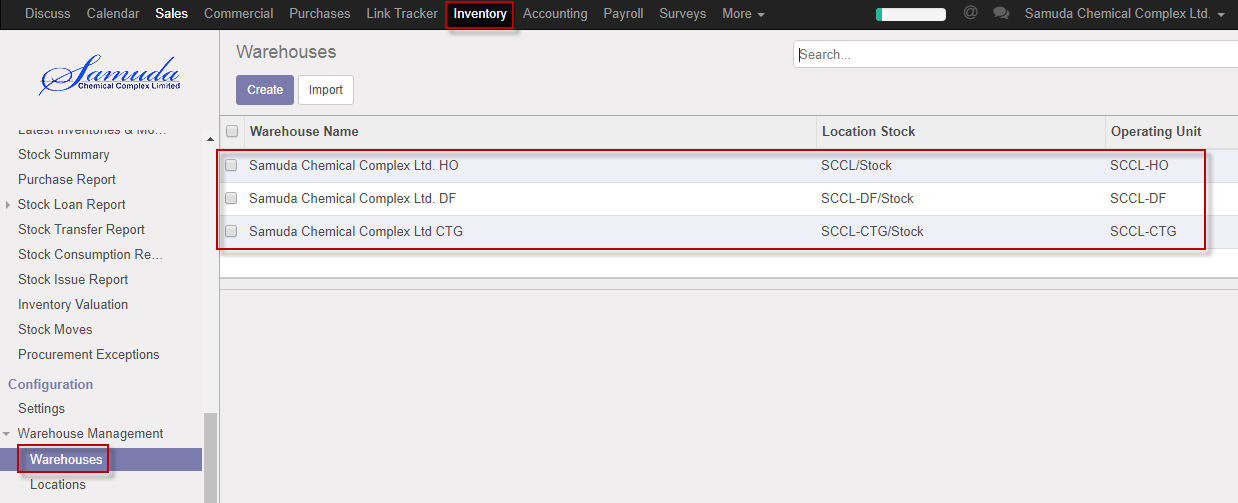 Discuss Calendar Sales Commercial Purchases Link Tracker Inventory Accounting Payroll Surveys More @ Samuda Chemical Complex Ltd.
Samuda
Chemical Complex Limited
Latest Inventories & Mo...
Stock Summary
Purchase Report
Stock Loan Report
Stock Transfer Report
Stock Consumption Re...
Stock Issue Report
Inventory Valuation
Stock Moves
Procurement Exceptions
Configuration
Settings
Warehouse Management
Warehouses
Locations
Warehouses
Search...
Create Import
Warehouse Name Location Stock Operating Unit
Samuda Chemical Complex Ltd. HO SCCL/Stock SCCL-HO
Samuda Chemical Complex Ltd. DF SCCL-DF/Stock SCCL-DF
Samuda Chemical Complex Ltd CTG SCCL-CTG/Stock SCCL-CTG